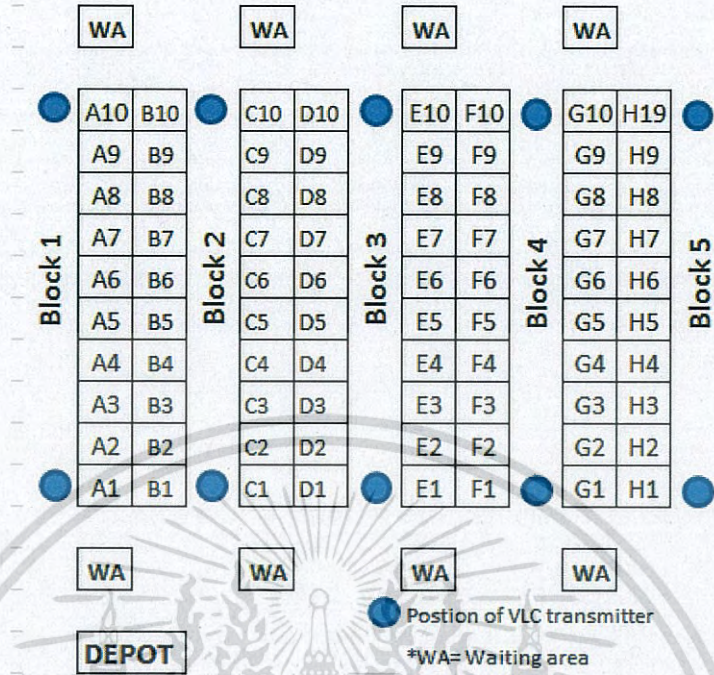 WA WA WA WA
A10 B10 C10 D10 E10 F10 G10 H19
A9 B9 C9 D9 E9 F9 G9 H9
A8 B8 C8 D8 E8 F8 G8 H8
A7 B7 C7 D7 E7 F7 G7 H7
Block 1 Block 2 Block 3 Block 4 Block 5
A6 B6 C6 D6 E6 F6 G6 H6
A5 B5 C5 D5 E5 F5 G5 H5
A4 B4 C4 D4 E4 F4 G4 H4
A3 B3 C3 D3 E3 F3 G3 H3
A2 B2 C2 D2 E2 F2 G2 H2
A1 B1 C1 D1 E1 F1 G1 H1
WA WA WA WA
Postion of VLC transmitter
DEPOT *WA= Waiting area